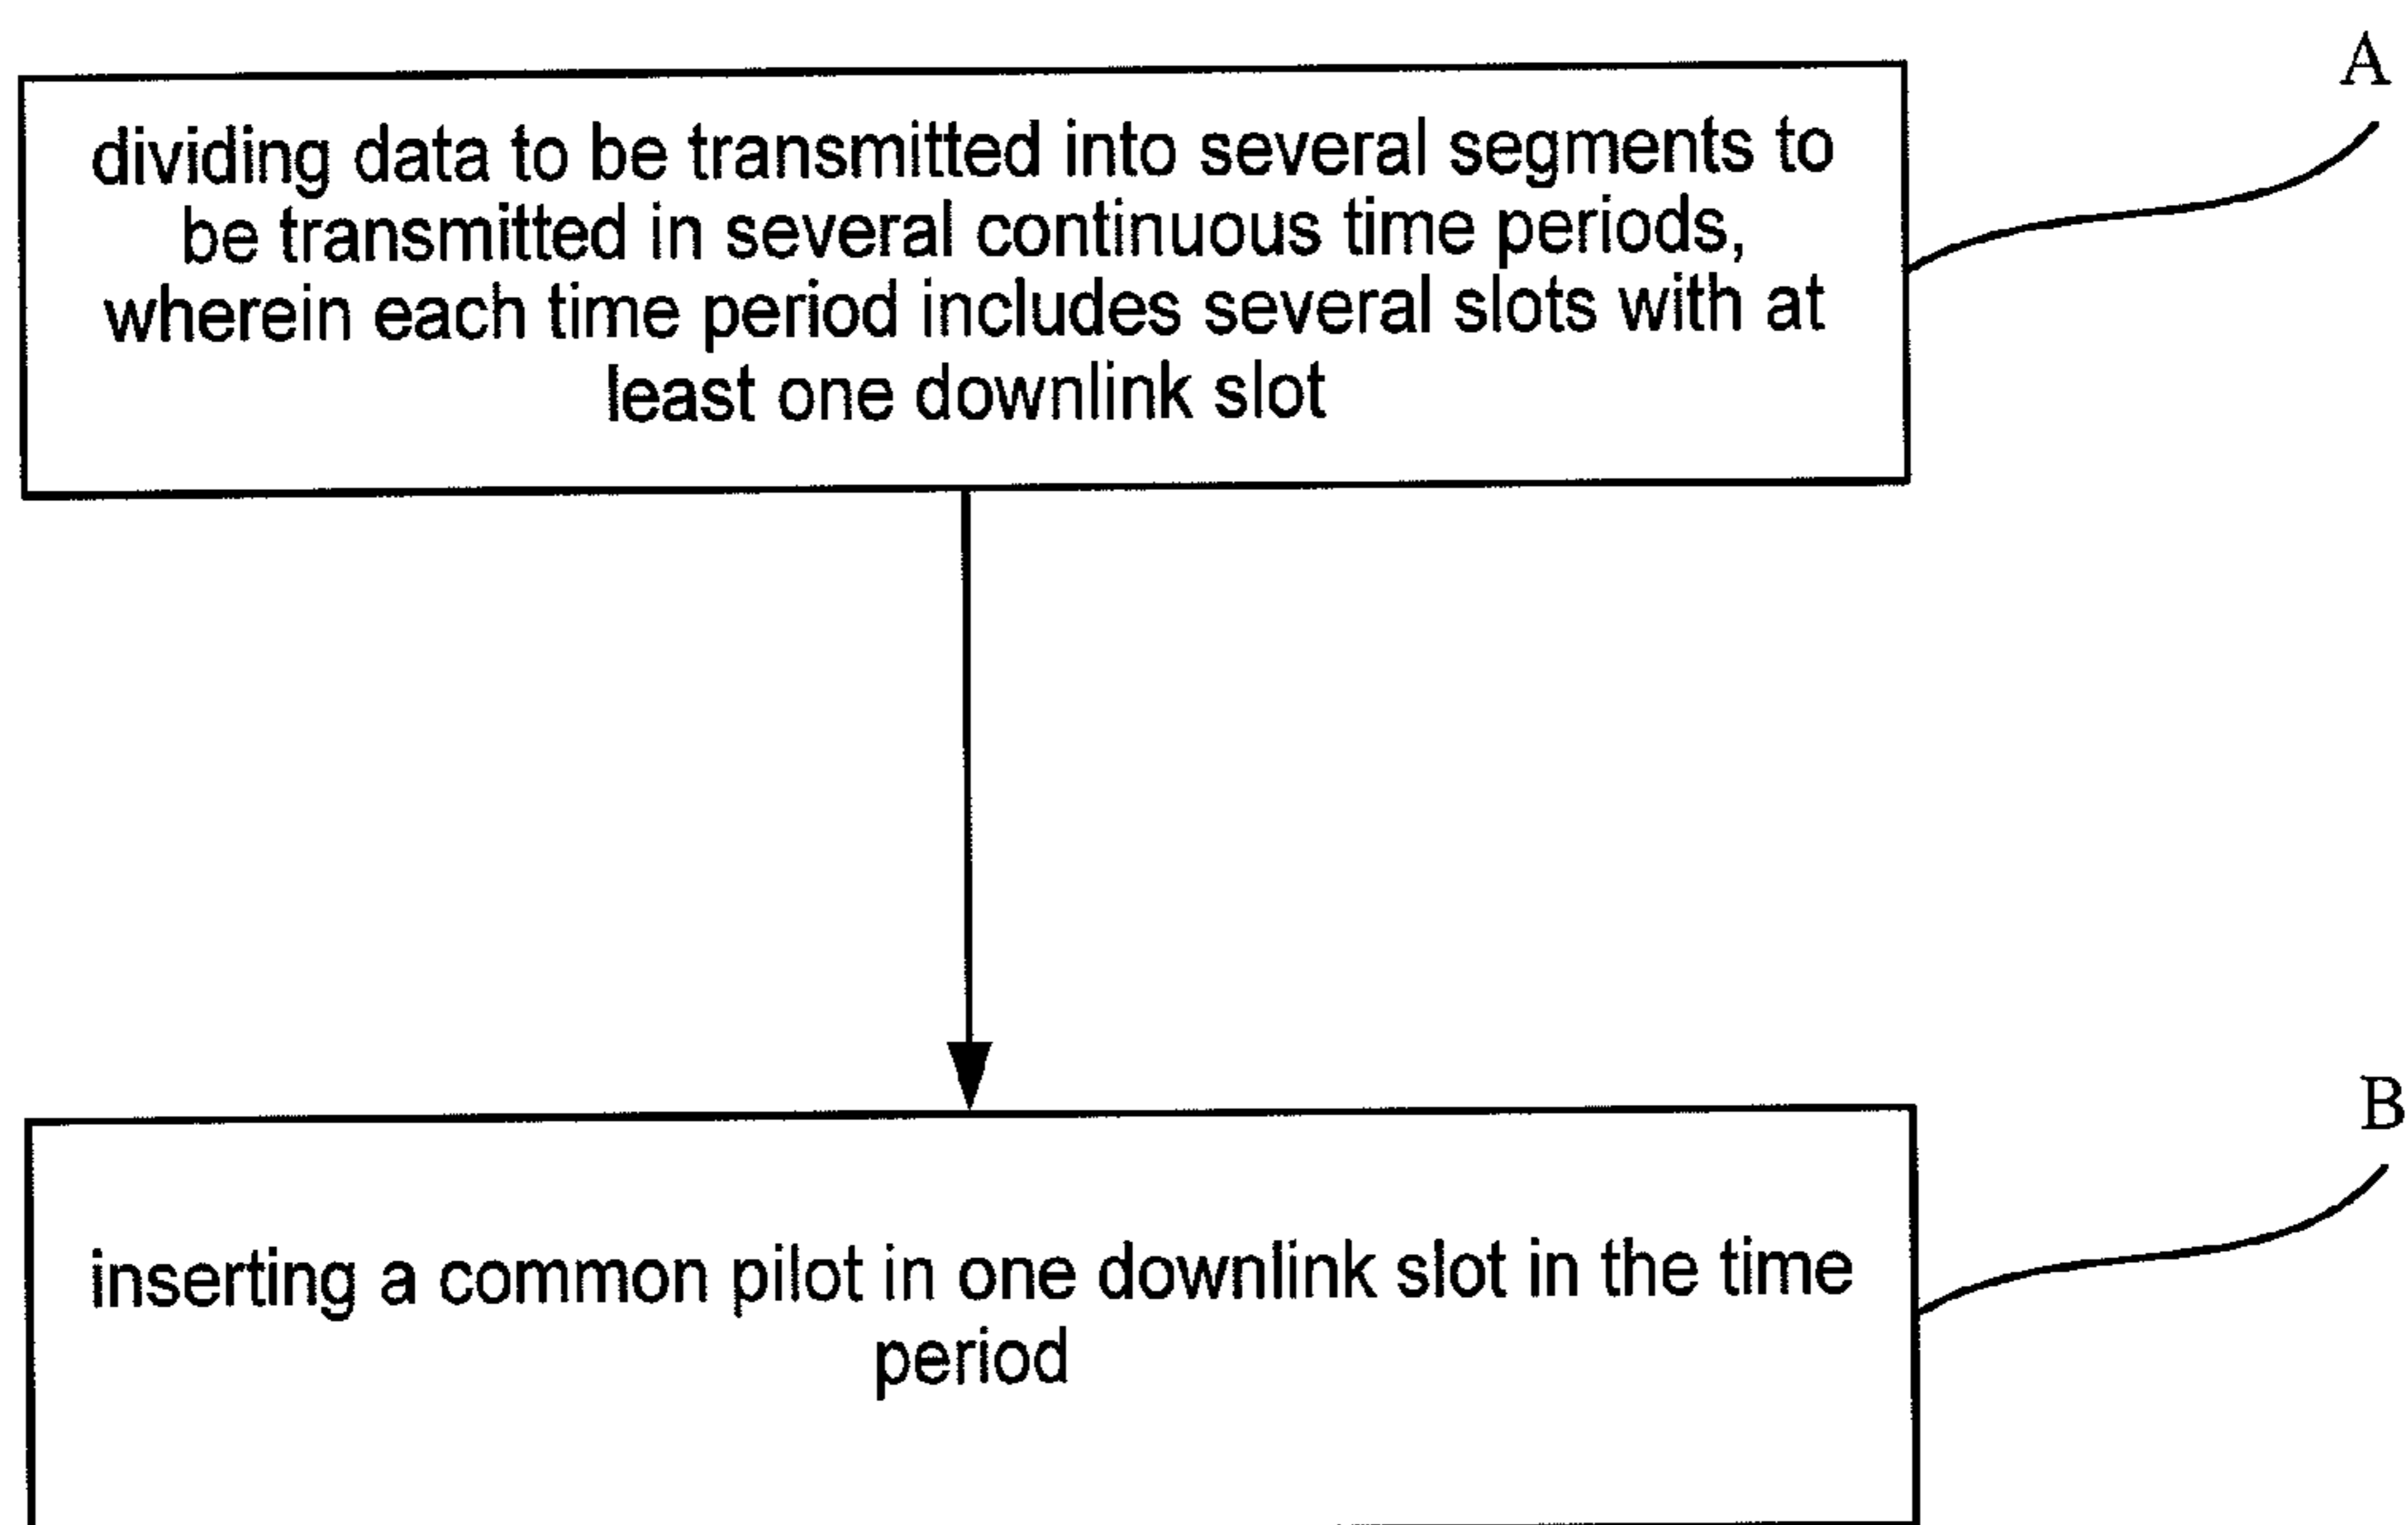 A
dividing data to be transmitted into several segments to
be transmitted in several continuous time periods,
wherein each time period includes several slots with at
least one downlink slot
B
inserting a common pilot in one downlink slot in the time
period